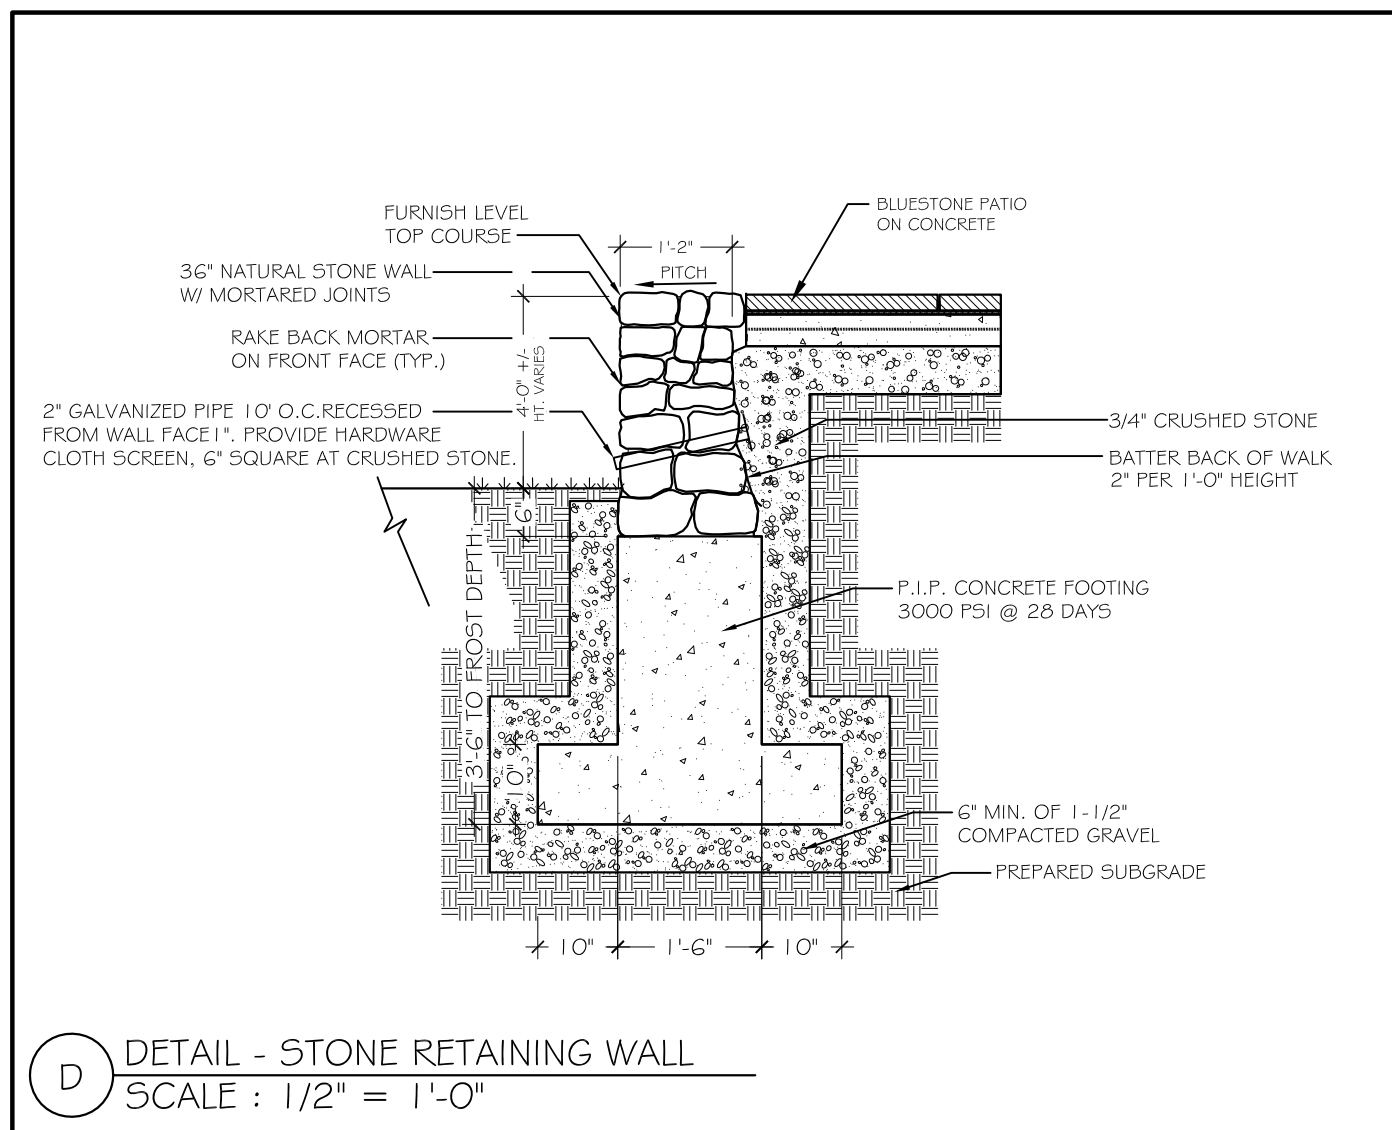 FURNISH LEVEL
TOP COURSE
36" NATURAL STONE WALL
W/ MORTARED JOINTS
RAKE BACK MORTAR
ON FRONT FACE (TYP.)
2" GALVANIZED PIPE 10' O.C.RECESSED
FROM WALL FACE 1". PROVIDE HARDWARE
CLOTH SCREEN, 6" SQUARE AT CRUSHED STONE.
1'-2"
PITCH
4'-0" +/-
HT. VARIES
6"
3'-6" TO FROST DEPTH
10"
BLUESTONE PATIO
ON CONCRETE
3/4" CRUSHED STONE
BATTER BACK OF WALK
2" PER 1'-0" HEIGHT
P.I.P. CONCRETE FOOTING
3000 PSI @ 28 DAYS
6" MIN. OF 1-1/2"
COMPACTED GRAVEL
PREPARED SUBGRADE
10" 1'-6" 10"
D
DETAIL - STONE RETAINING WALL
SCALE : 1/2" = 1'-0"